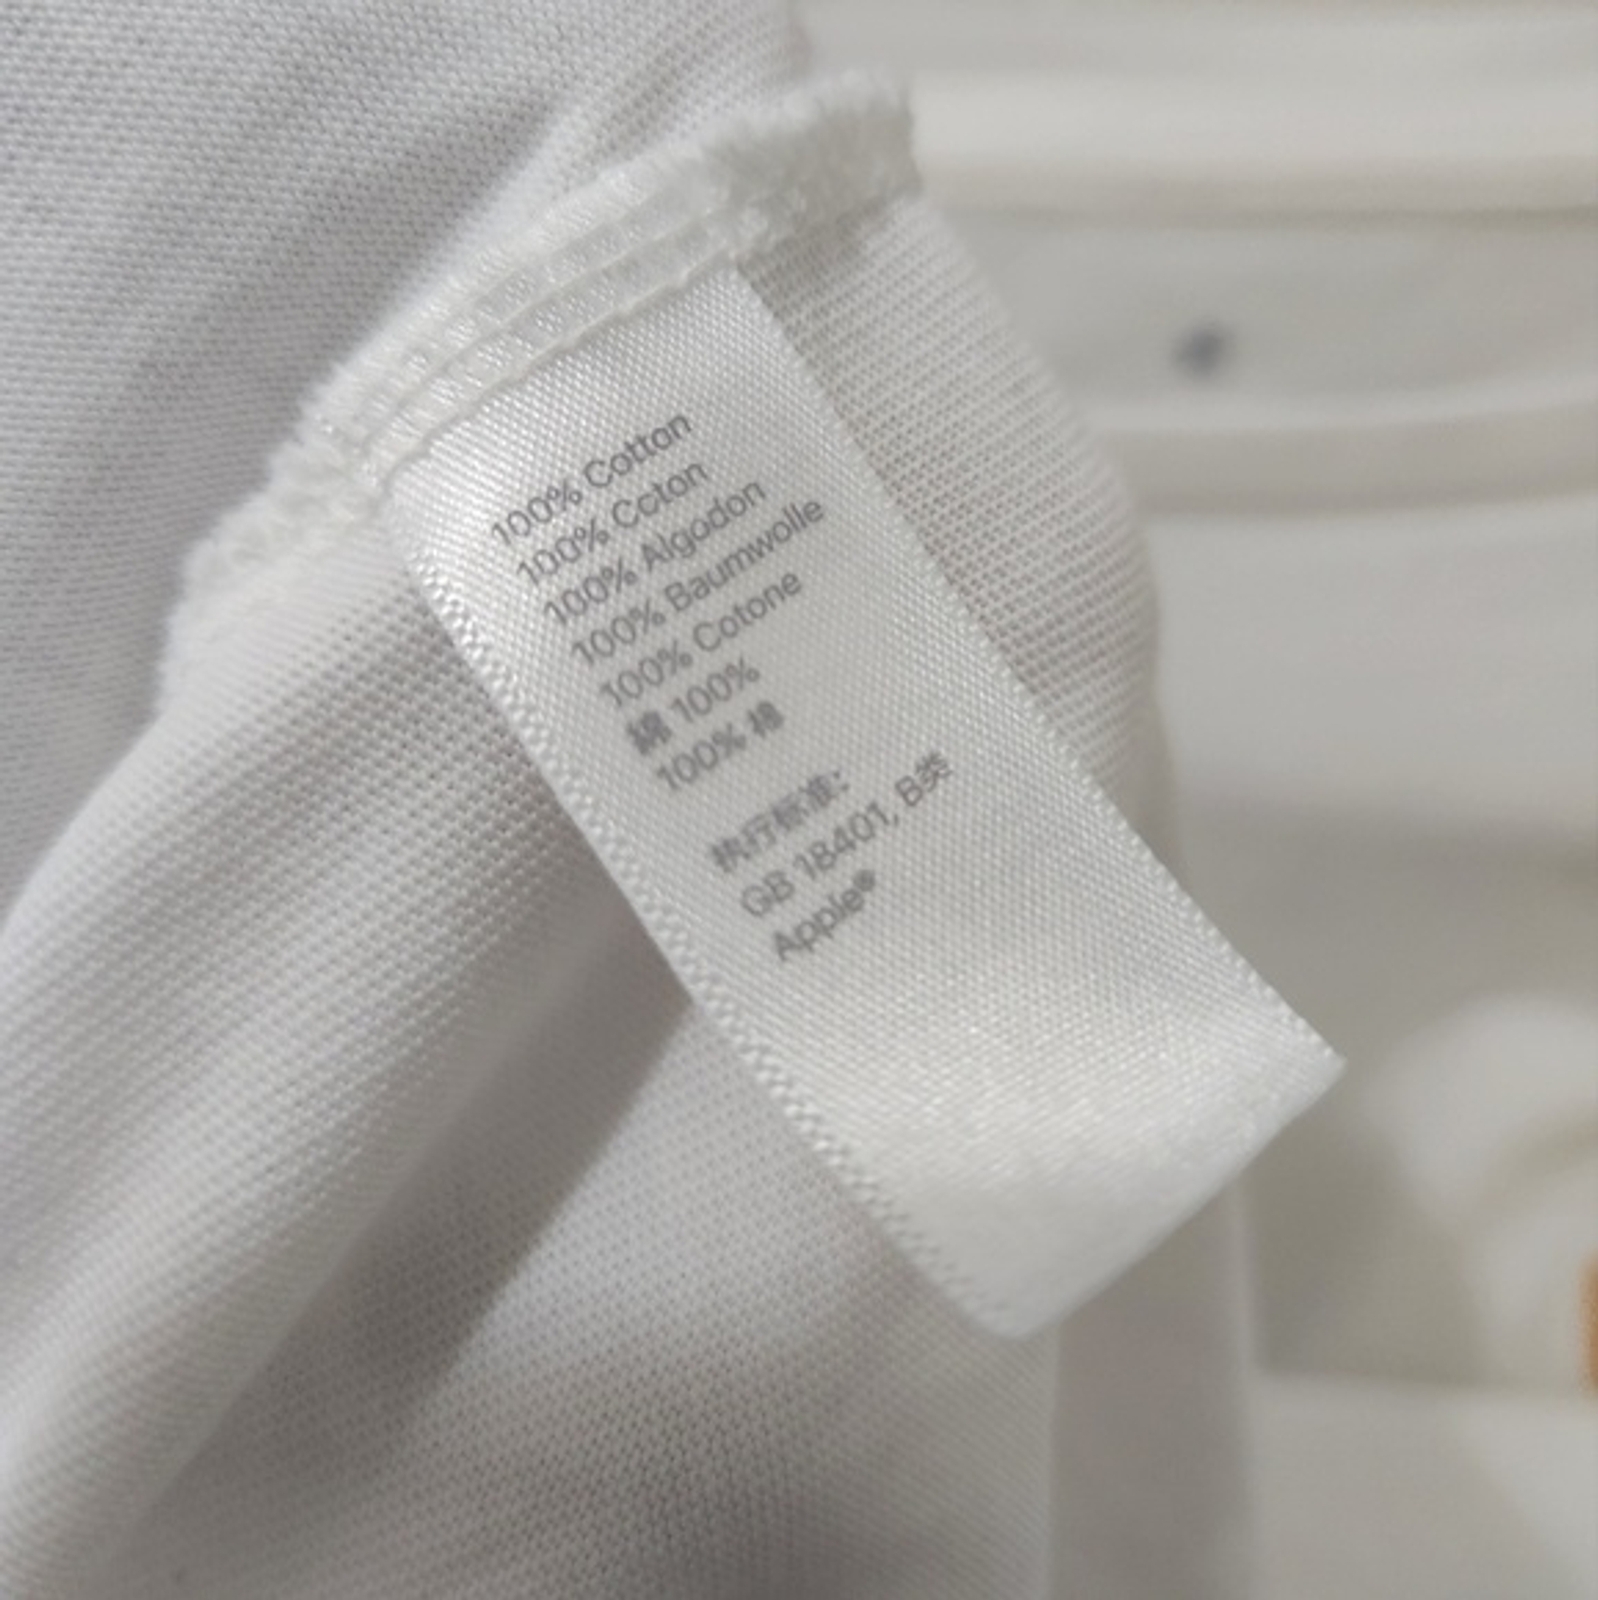 100% Cotton
100% Coton
100% Algodon
100% Baumwolle
100% Cotone
綿 100%
100% 棉
执行标准:
GB 18401, B类
Apple®